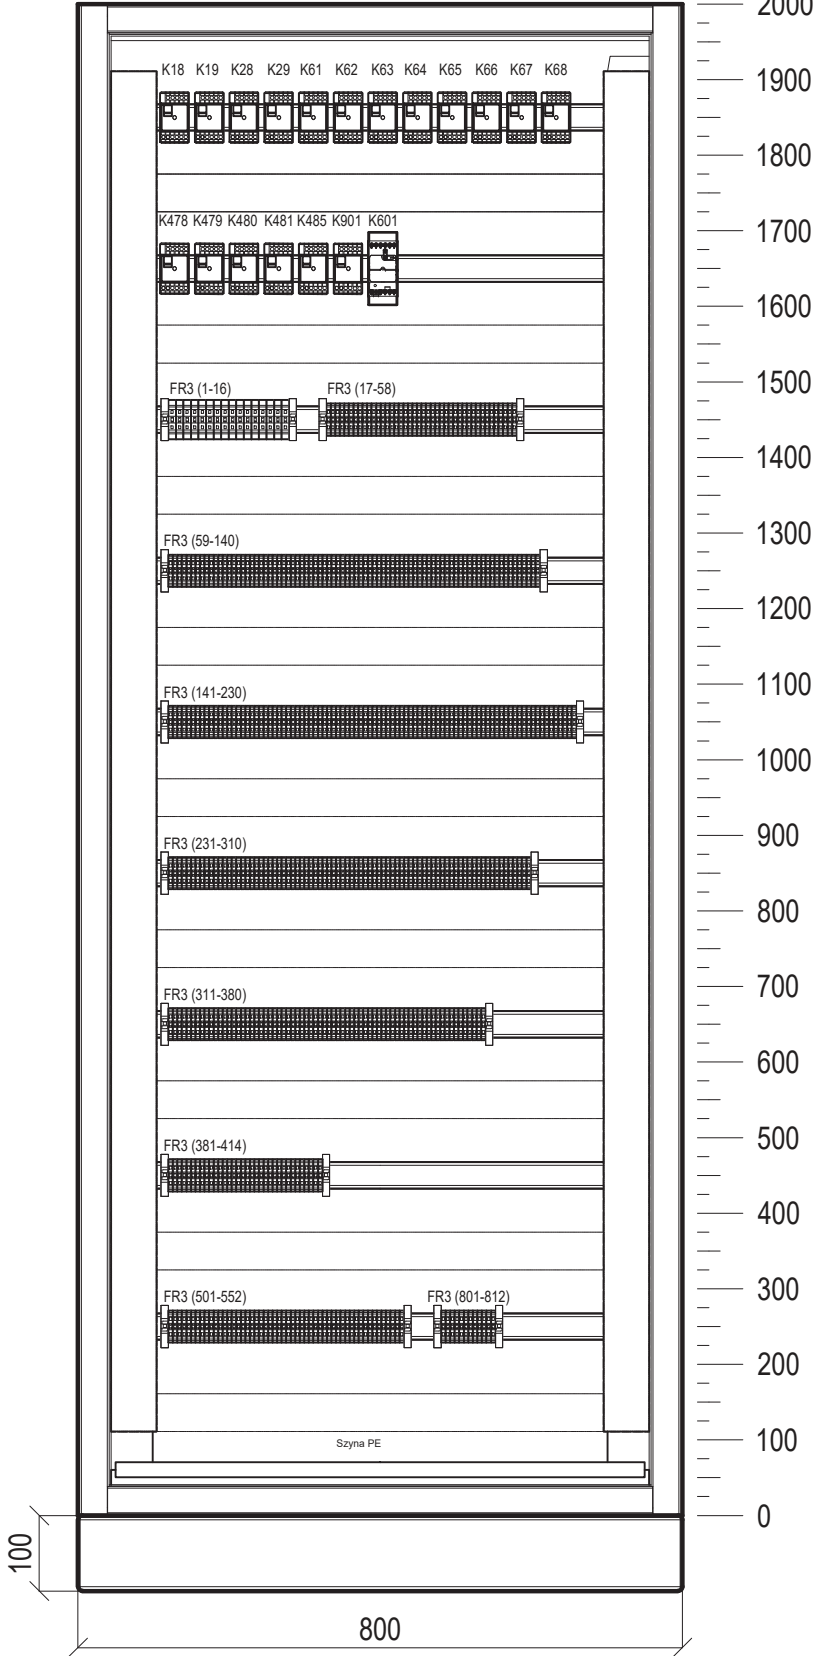 K18 K19 K28 K29 K61 K62 K63 K64 K65 K66 K67 K68
K478 K479 K480 K481 K485 K901 K601
FR3 (1-16) FR3 (17-58)
FR3 (59-140)
FR3 (141-230)
FR3 (231-310)
FR3 (311-380)
FR3 (381-414)
FR3 (501-552) FR3 (801-812)
Szyna PE
2000
1900
1800
1700
1600
1500
1400
1300
1200
1100
1000
900
800
700
600
500
400
300
200
100
0
100
800